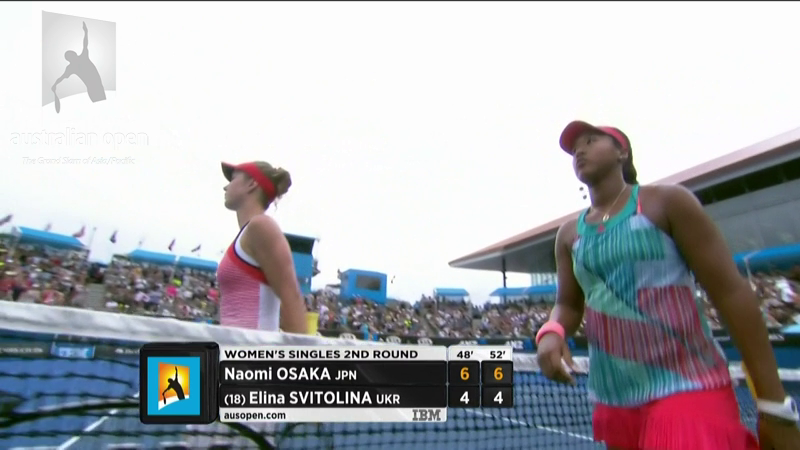 australian open
The Grand Slam of Asia/Pacific
WOMEN'S SINGLES 2ND ROUND 48' 52'
Naomi OSAKA JPN 6 6
(18) Elina SVITOLINA UKR 4 4
ausopen.com IBM